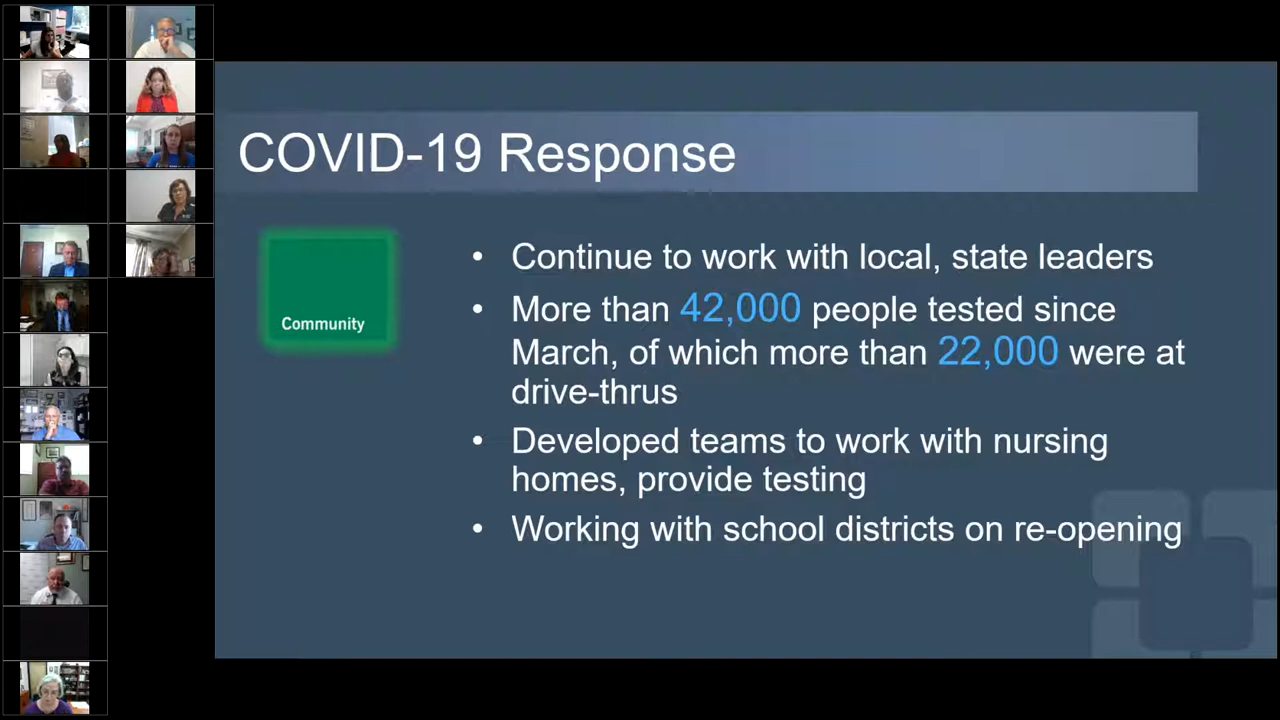 COVID-19 Response
Community
• Continue to work with local, state leaders
• More than 42,000 people tested since
March, of which more than 22,000 were at
drive-thrus
• Developed teams to work with nursing
homes, provide testing
• Working with school districts on re-opening